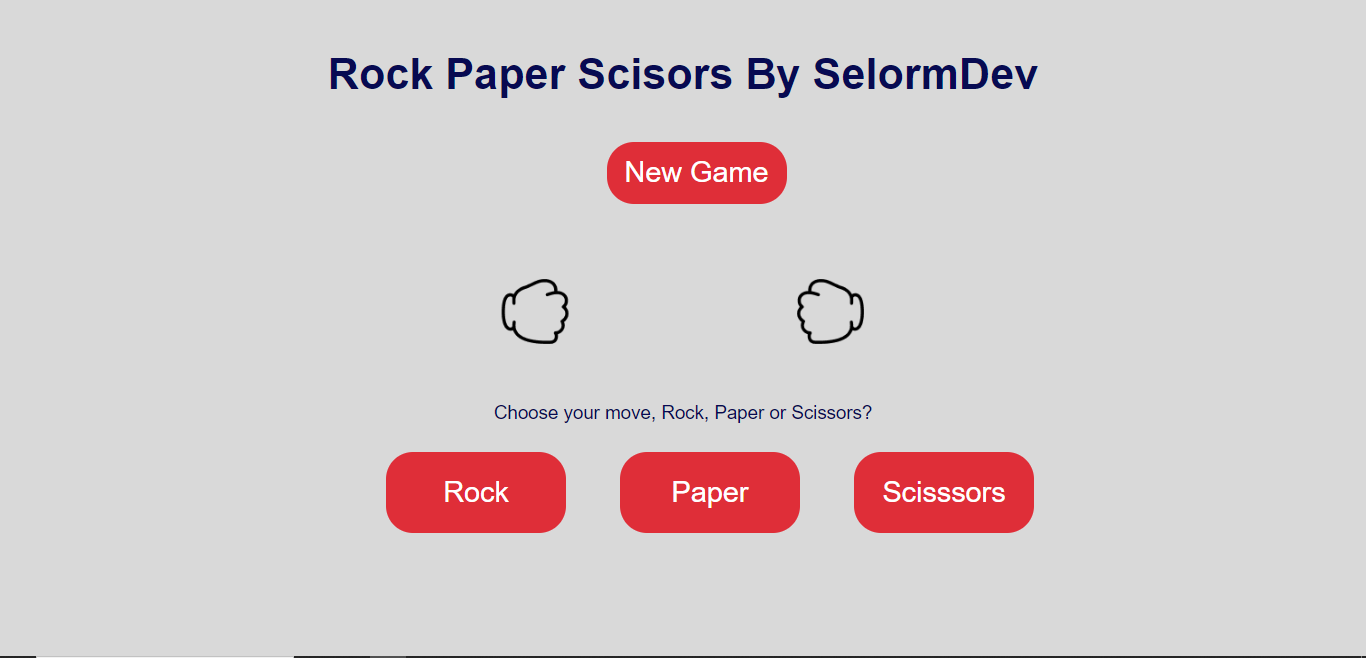 Rock Paper Scisors By SelormDev
New Game
Choose your move, Rock, Paper or Scissors?
Rock
Paper
Scisssors